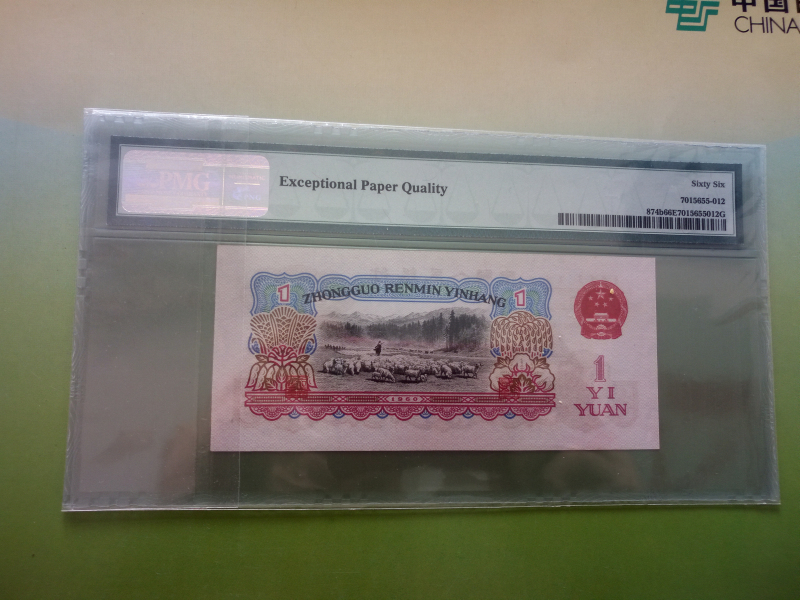 中国
CHINA
PMG
Exceptional Paper Quality
Sixty Six
7015655-012
874b66E7015655012G
1 ZHONGGUO RENMIN YINHANG 1
1960
1
YI
YUAN